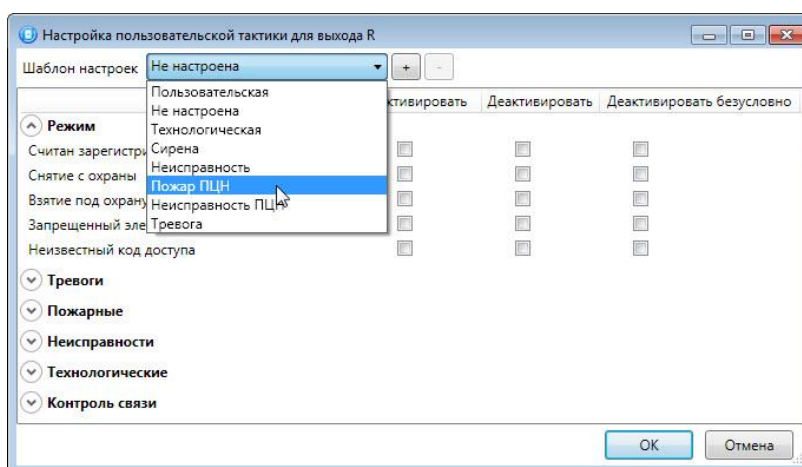 Настройка пользовательской тактики для выхода R
Шаблон настроек Не настроена + -
Пользовательская
Не настроена
Технологическая
Сирена
Неисправность
Пожар ПЦН
Неисправность ПЦН
Тревога
ктивировать Деактивировать Деактивировать безусловно
Режим
Считан зарегистри
Снятие с охраны
Взятие под охрану
Запрещенный эле
Неизвестный код доступа
Тревоги
Пожарные
Неисправности
Технологические
Контроль связи
ОК Отмена